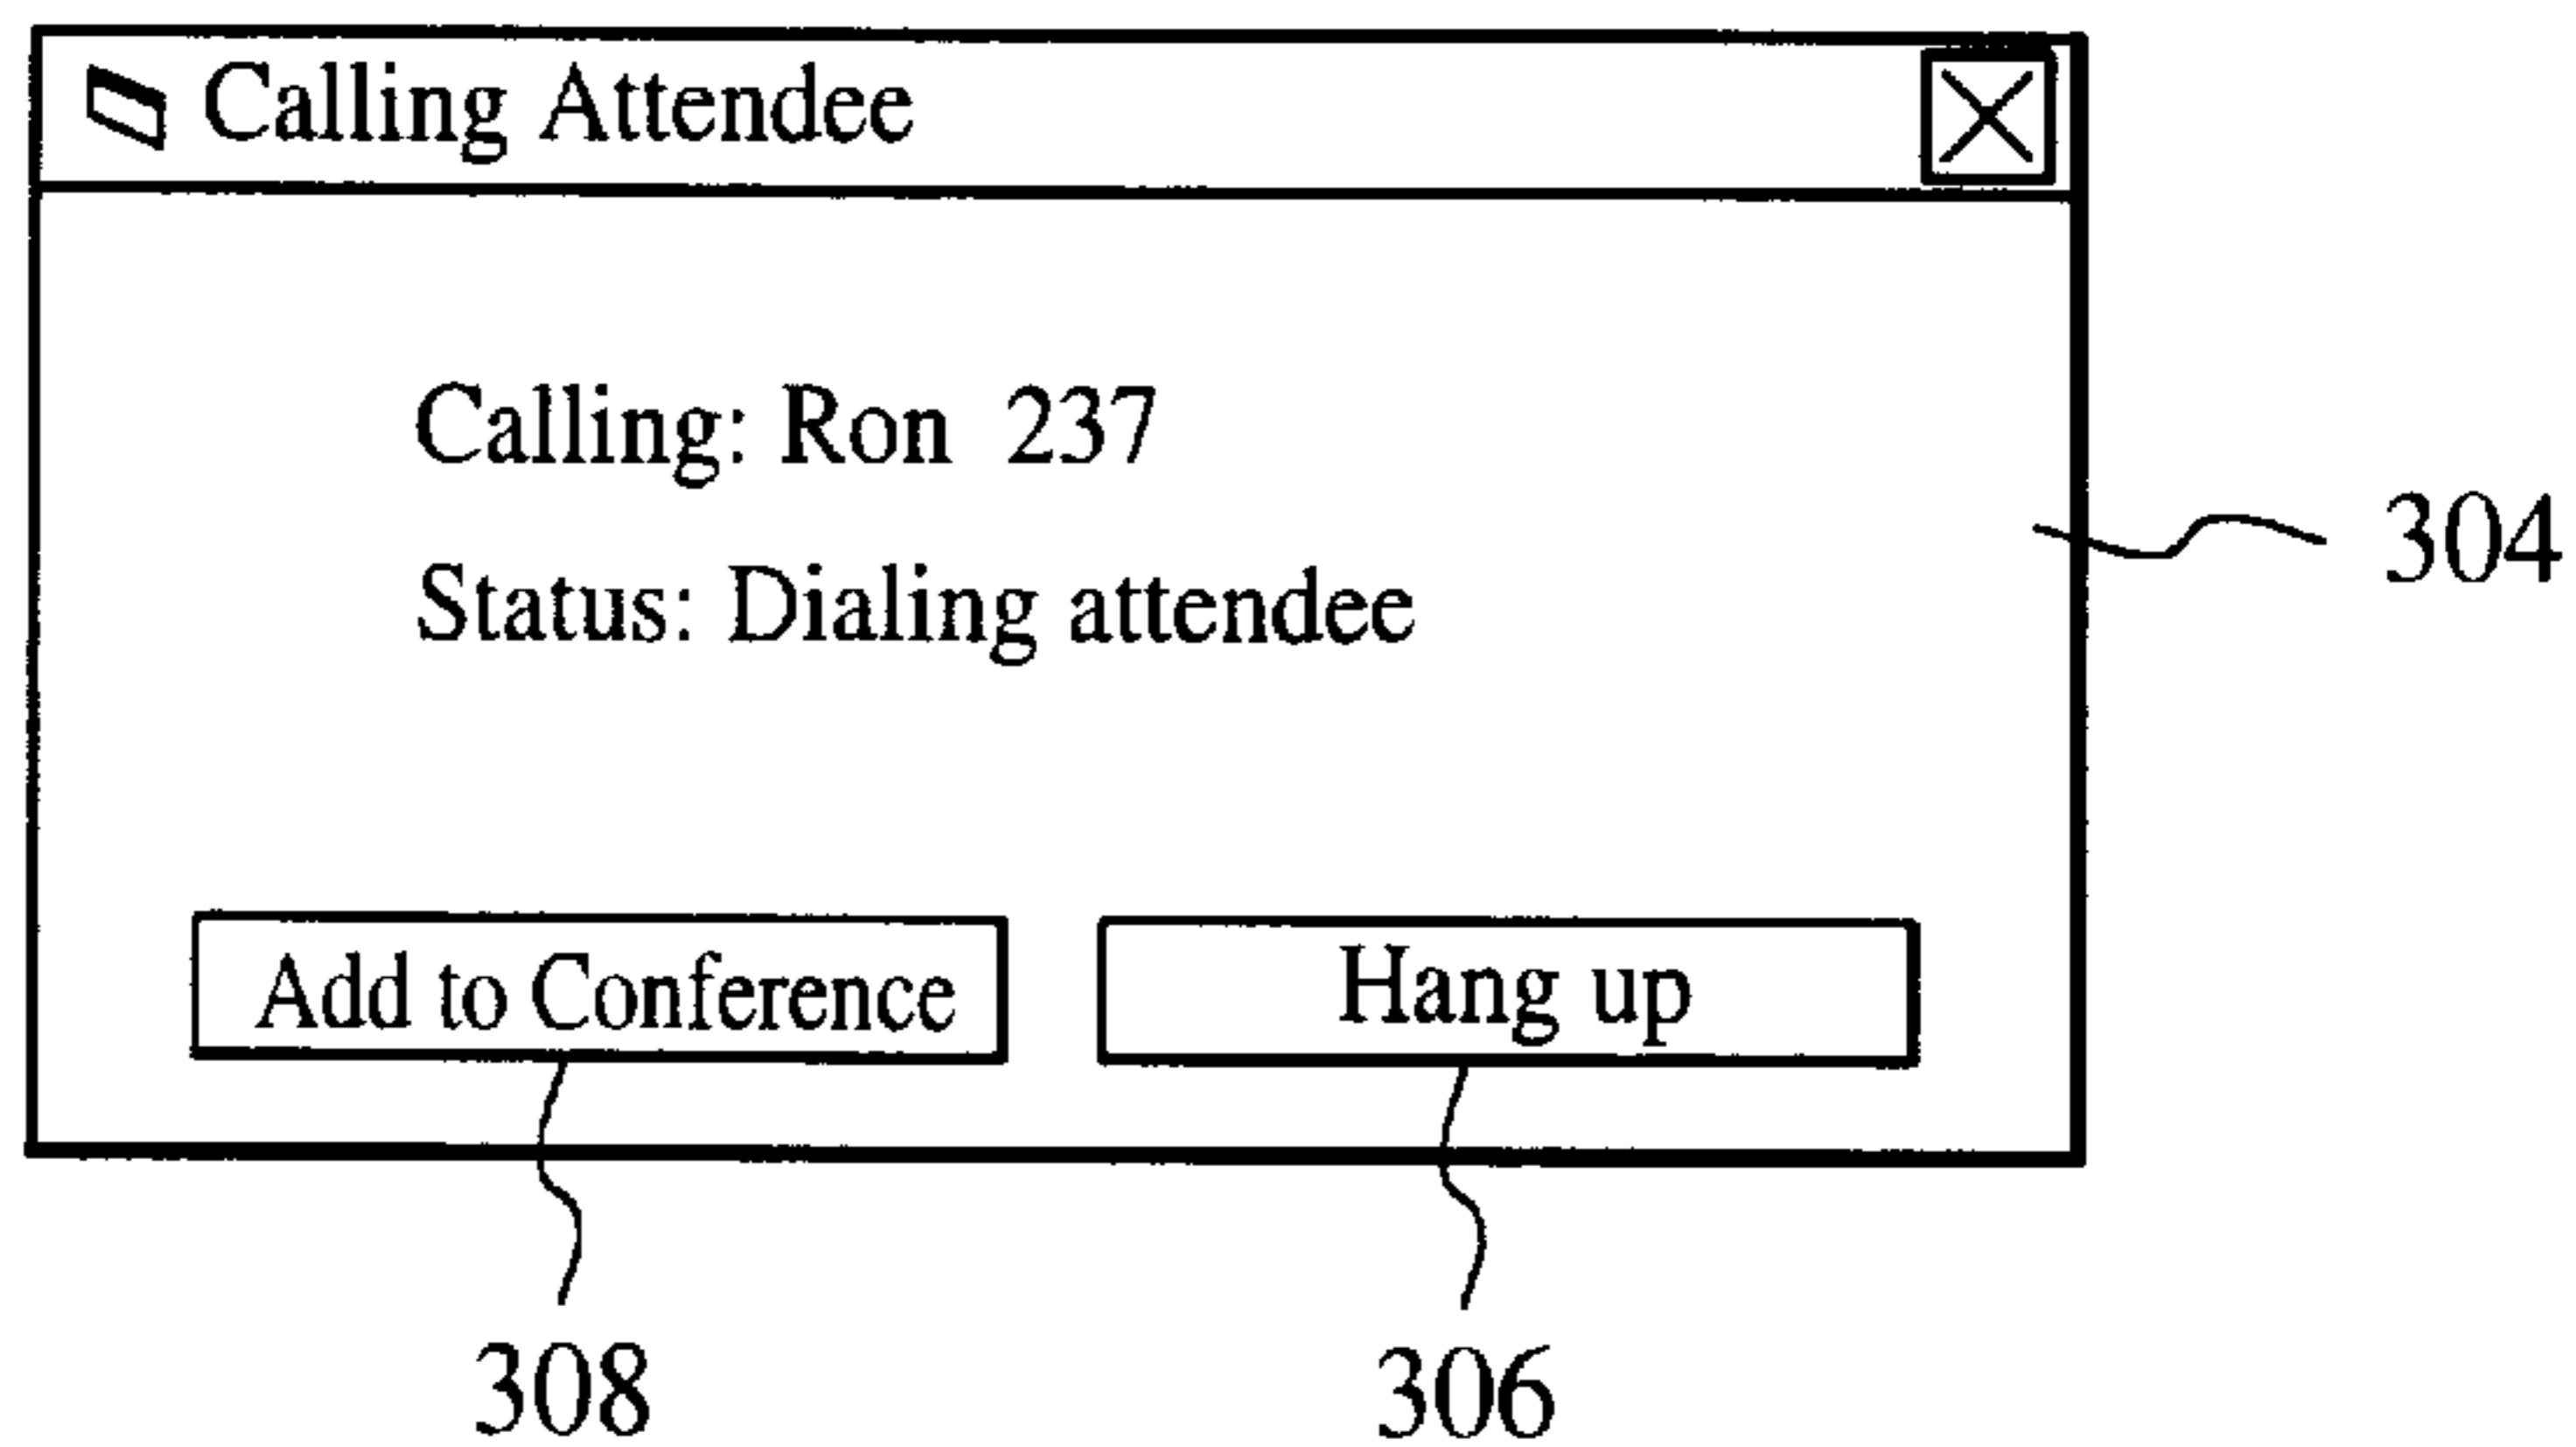 Calling Attendee
Calling: Ron 237
Status: Dialing attendee
304
Add to Conference
Hang up
308
306